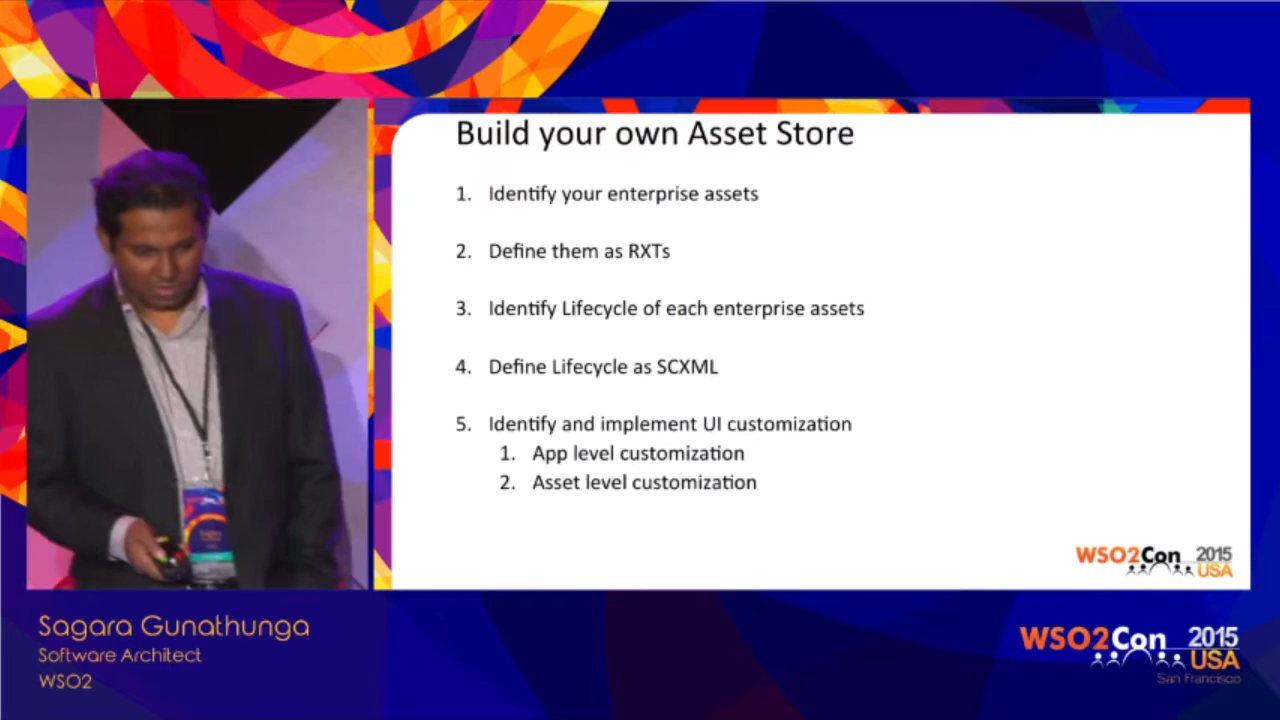 Build your own Asset Store
1. Identify your enterprise assets
2. Define them as RXTs
3. Identify Lifecycle of each enterprise assets
4. Define Lifecycle as SCXML
5. Identify and implement UI customization
1. App level customization
2. Asset level customization
WSO2Con 2015
USA
Sagara Gunathunga
Software Architect
WSO2
WSO2Con 2015
USA
San Francisco